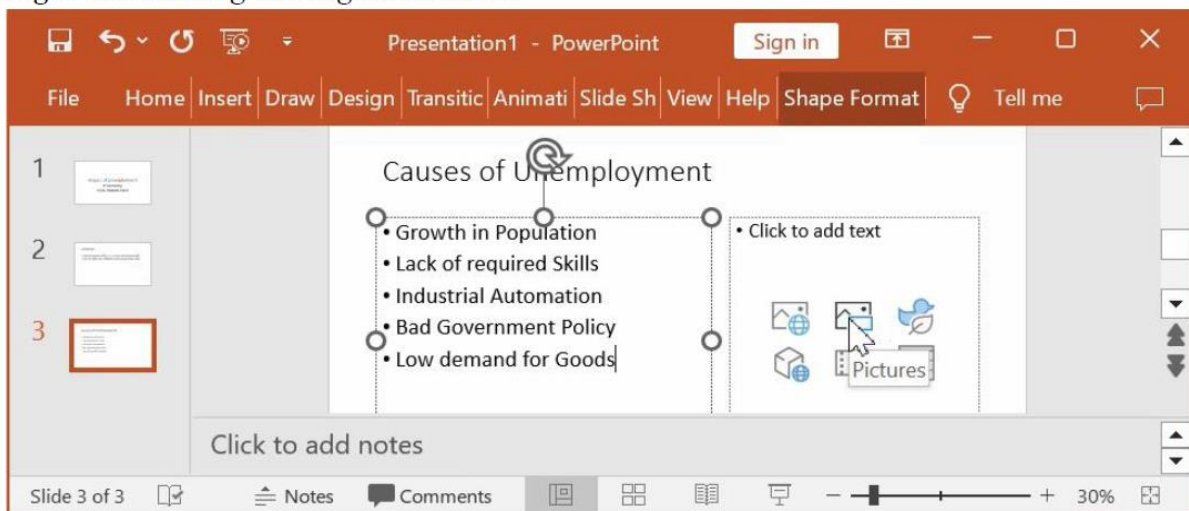 Presentation1 - PowerPoint
Sign in
File Home Insert Draw Design Transitic Animati Slide Sh View Help Shape Format Tell me
1
2
3
Causes of Unemployment
• Growth in Population
• Lack of required Skills
• Industrial Automation
• Bad Government Policy
• Low demand for Goods
• Click to add text
Pictures
Click to add notes
Slide 3 of 3 Notes Comments 30%